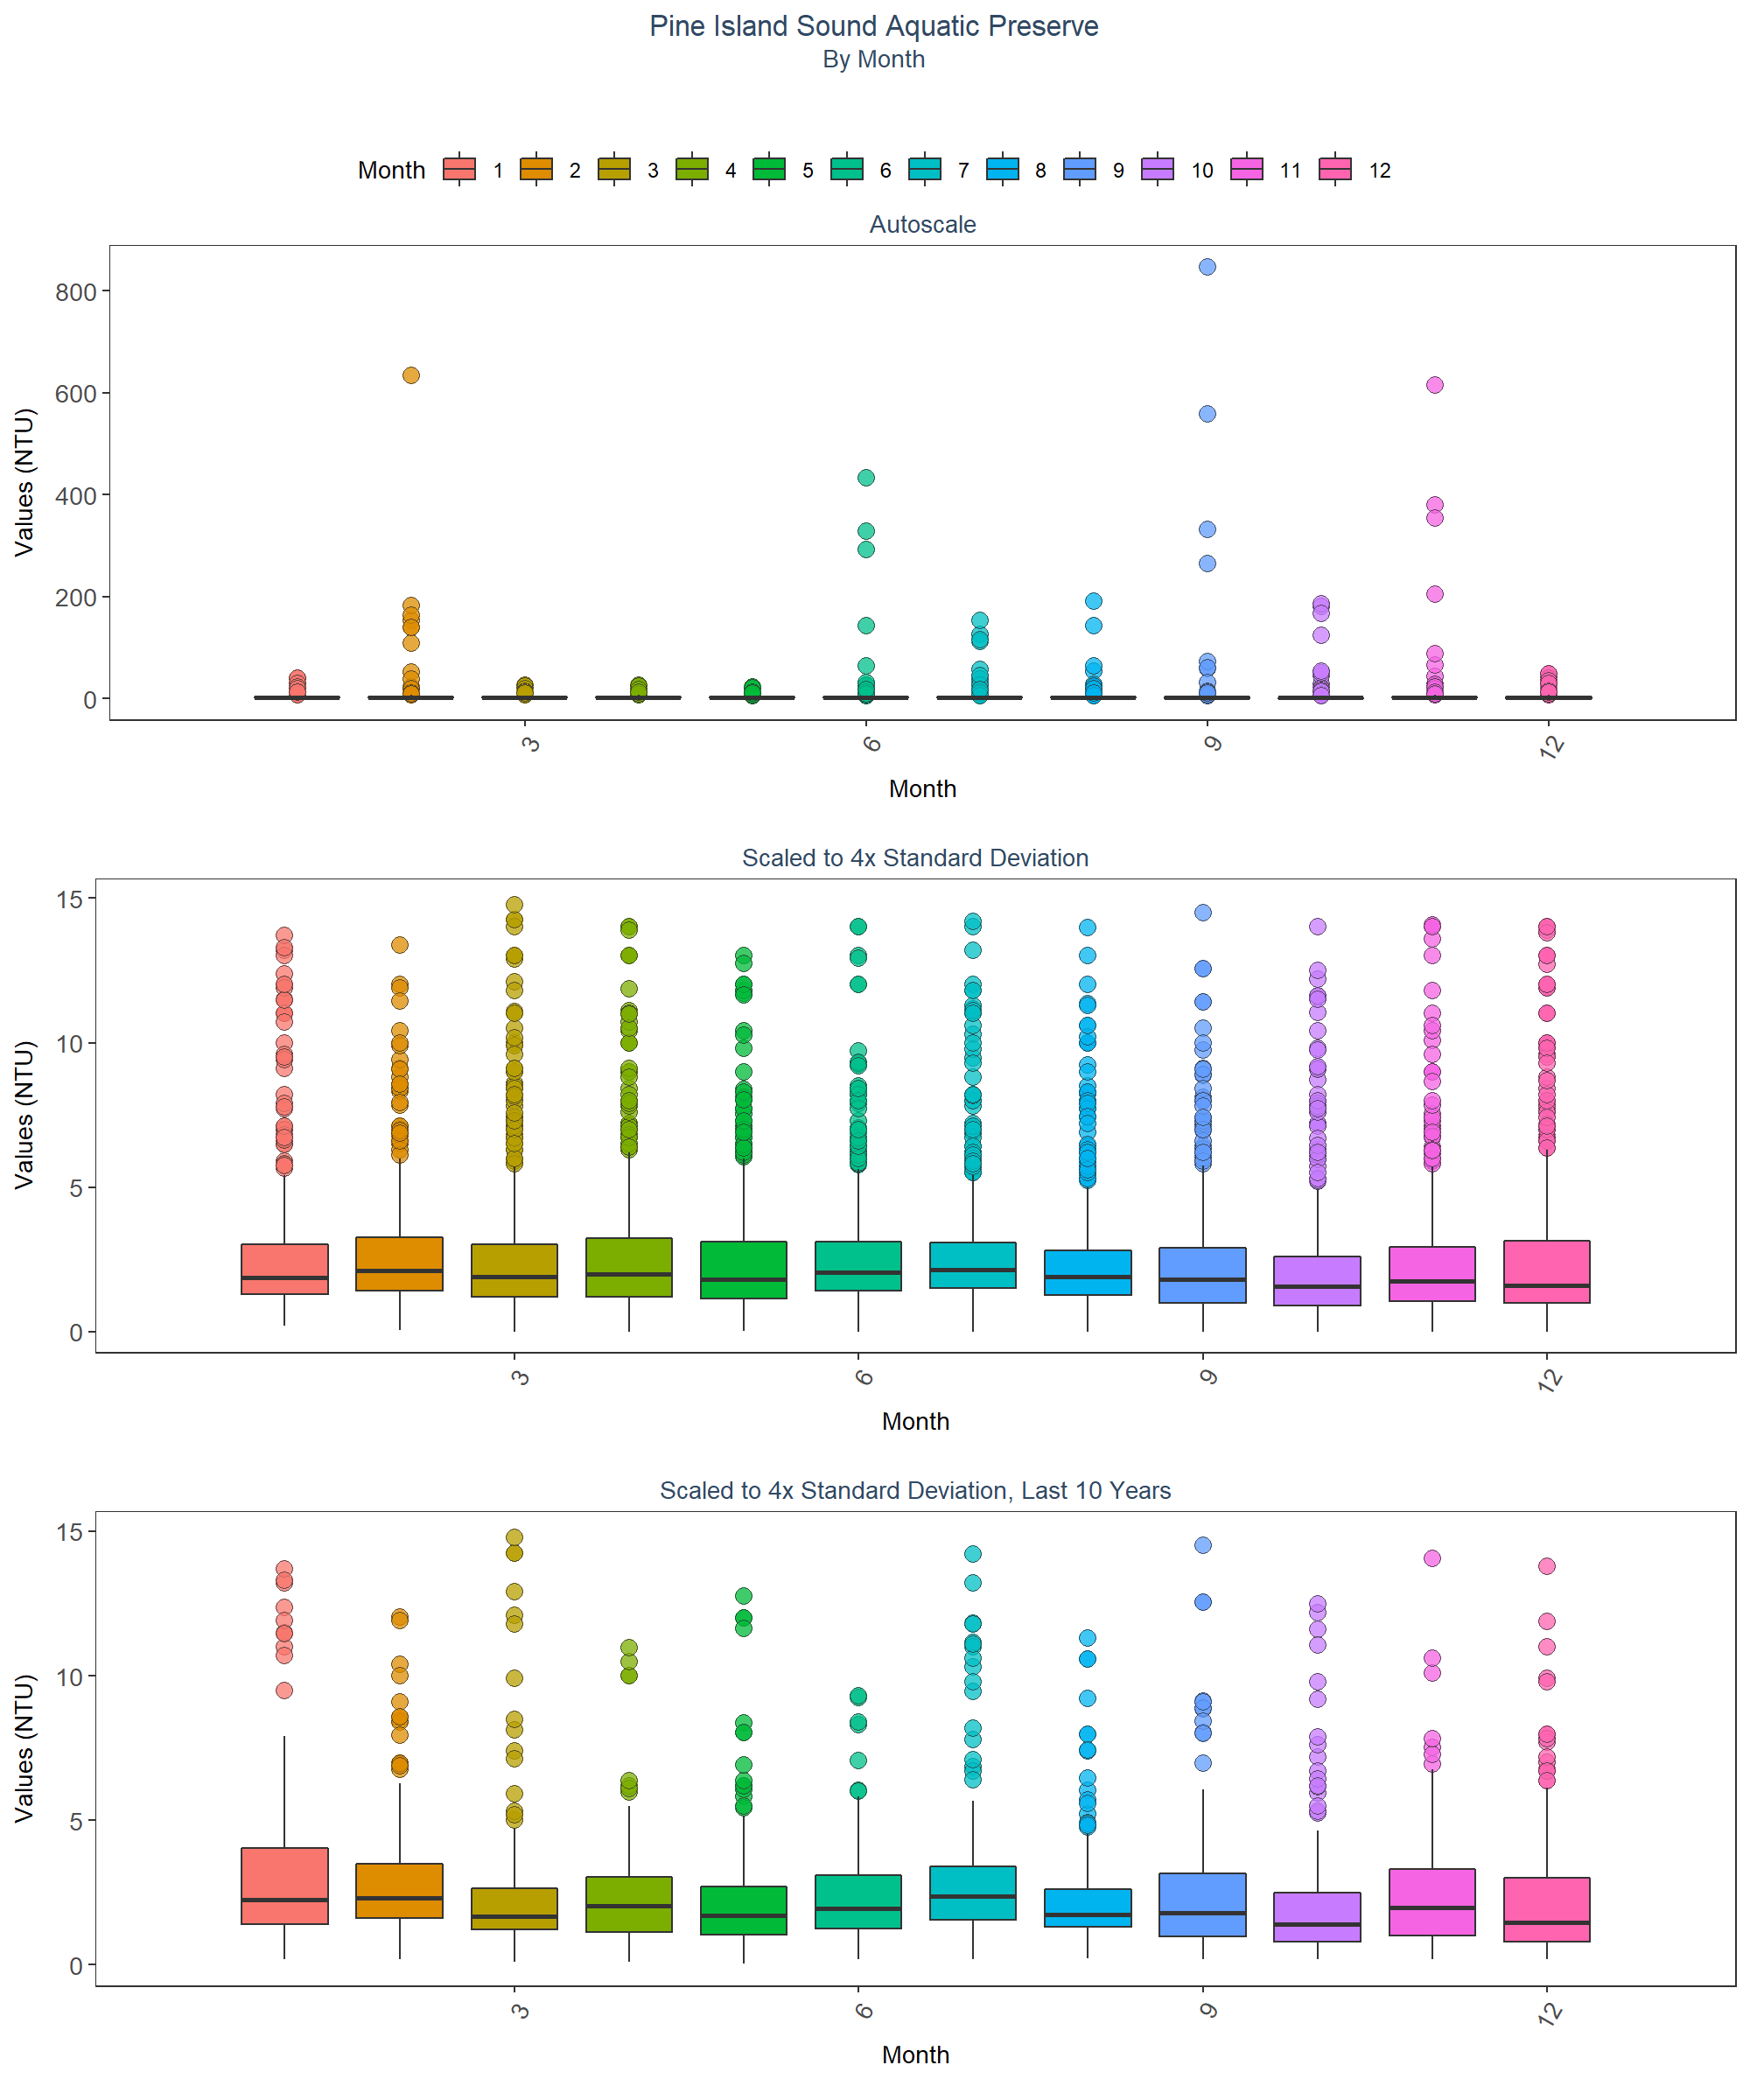 Pine Island Sound Aquatic Preserve
By Month
Month 1 2 3 4 5 6 7 8 9 10 11 12
Autoscale
Values (NTU)
800
600
400
200
0
3 6 9 12
Month
Scaled to 4x Standard Deviation
Values (NTU)
15
10
5
0
3 6 9 12
Month
Scaled to 4x Standard Deviation, Last 10 Years
Values (NTU)
15
10
5
0
3 6 9 12
Month